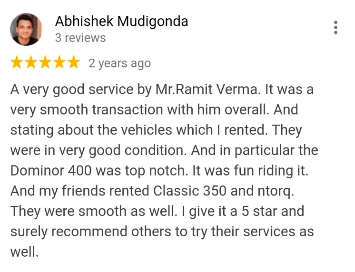 Abhishek Mudigonda
3 reviews
2 years ago
A very good service by Mr.Ramit Verma. It was a
very smooth transaction with him overall. And
stating about the vehicles which I rented. They
were in very good condition. And in particular the
Dominor 400 was top notch. It was fun riding it.
And my friends rented Classic 350 and ntorq.
They were smooth as well. I give it a 5 star and
surely recommend others to try their services as
well.